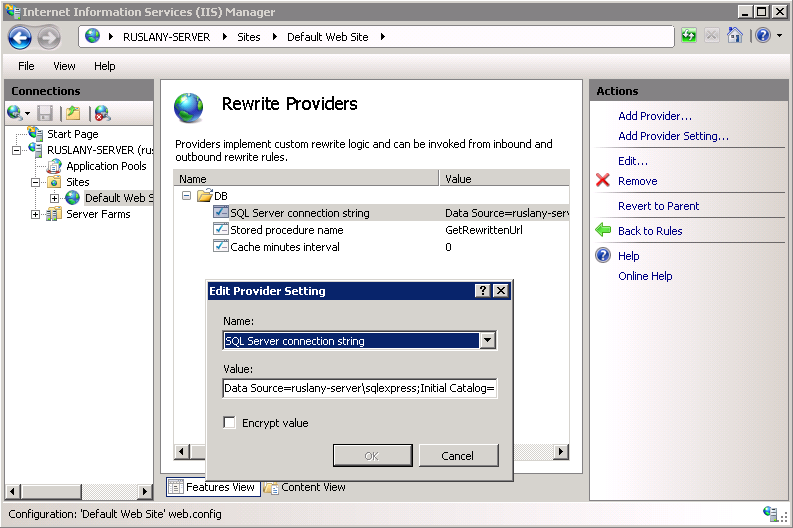 Internet Information Services (IIS) Manager
RUSLANY-SERVER Sites Default Web Site
File View Help
Connections
Start Page
RUSLANY-SERVER (rus
Application Pools
Sites
Default Web S
Server Farms
Rewrite Providers
Providers implement custom rewrite logic and can be invoked from inbound and
outbound rewrite rules.
Name Value
DB
SQL Server connection string Data Source=ruslany-serv
Stored procedure name GetRewrittenUrl
Cache minutes interval 0
Edit Provider Setting
Name:
SQL Server connection string
Value:
Data Source=ruslany-server\sqlexpress;Initial Catalog=
Encrypt value
OK Cancel
Features View Content View
Actions
Add Provider...
Add Provider Setting...
Edit...
Remove
Revert to Parent
Back to Rules
Help
Online Help
Configuration: 'Default Web Site' web.config